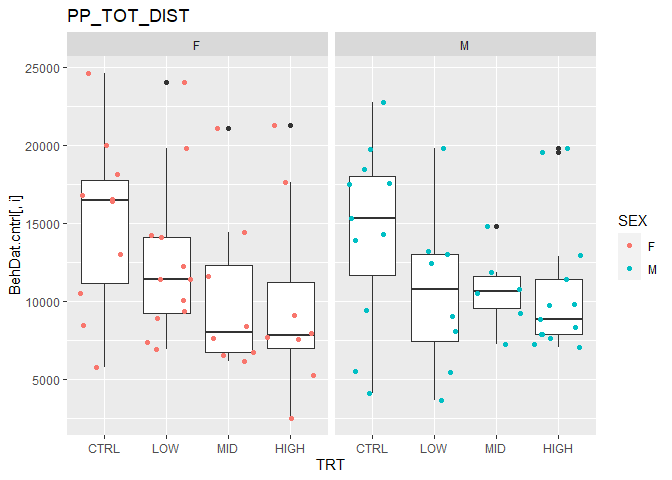 PP_TOT_DIST
F
M
25000
20000
15000
10000
5000
BehDat.cntrl[, i]
CTRL LOW MID HIGH
CTRL LOW MID HIGH
TRT
SEX
F
M